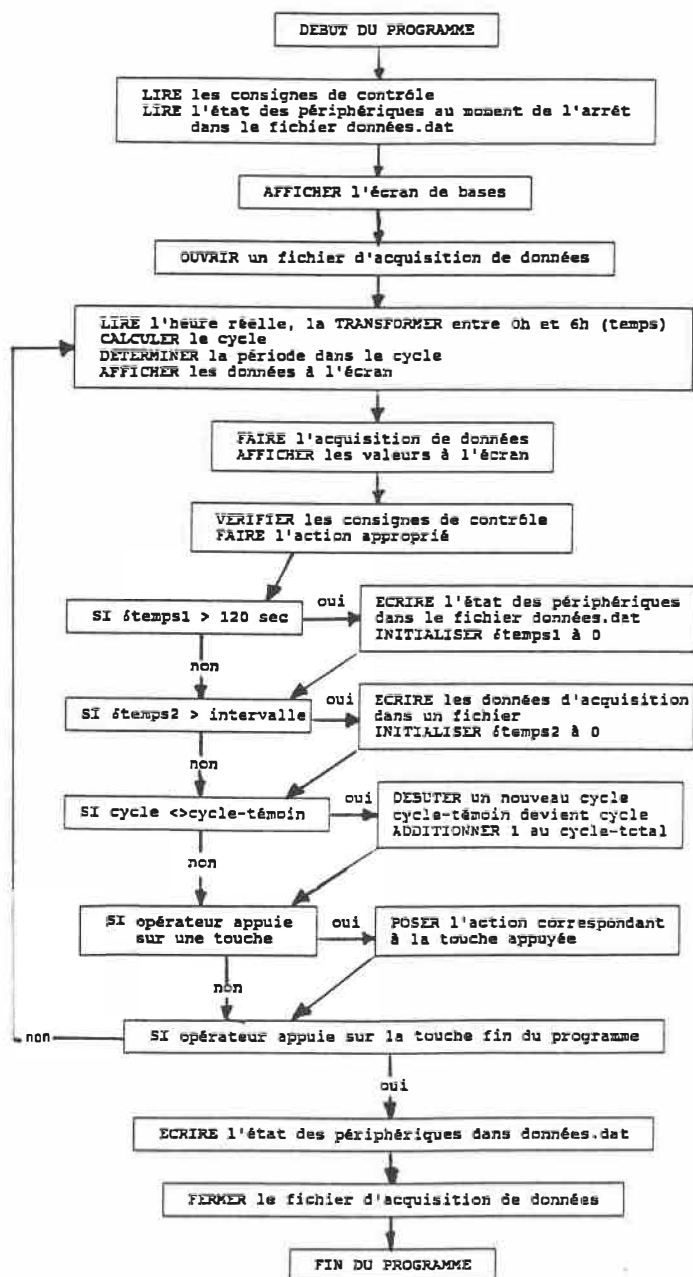 DEBUT DU PROGRAMME
LIRE les consignes de contrôle
LIRE l'état des périphériques au moment de l'arrêt
dans le fichier données.dat
AFFICHER l'écran de bases
OUVRIR un fichier d'acquisition de données
LIRE l'heure réelle, la TRANSFORMER entre 0h et 6h (temps)
CALCULER le cycle
DETERMINER la période dans le cycle
AFFICHER les données à l'écran
FAIRE l'acquisition de données
AFFICHER les valeurs à l'écran
VERIFIER les consignes de contrôle
FAIRE l'action approprié
SI δtemps1 > 120 sec
oui
ECRIRE l'état des périphériques
dans le fichier données.dat
INITIALISER δtemps1 à 0
non
SI δtemps2 > intervalle
oui
ECRIRE les données d'acquisition
dans un fichier
INITIALISER δtemps2 à 0
non
SI cycle <>cycle-témoin
oui
DEBUTER un nouveau cycle
cycle-témoin devient cycle
ADDITIONNER 1 au cycle-total
non
SI opérateur appuie
sur une touche
oui
POSER l'action correspondant
à la touche appuyée
non
non
SI opérateur appuie sur la touche fin du programme
oui
ECRIRE l'état des périphériques dans données.dat
FERMER le fichier d'acquisition de données
FIN DU PROGRAMME